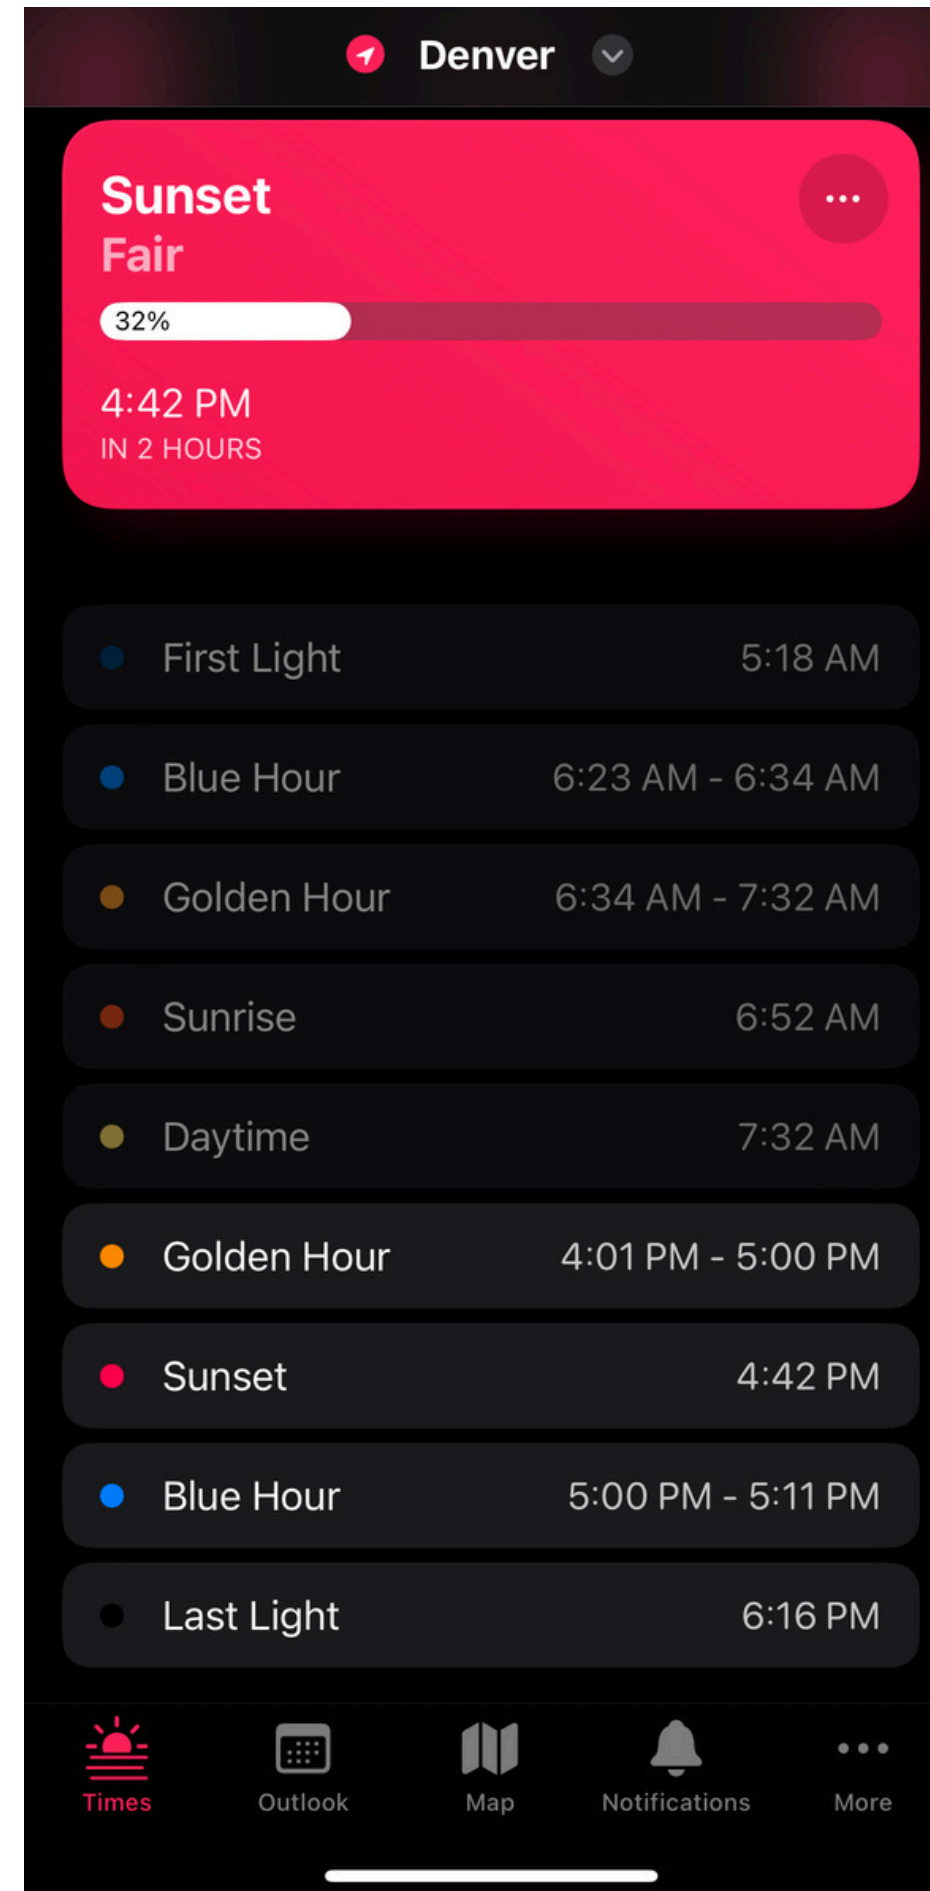 Denver
Sunset
Fair
32%
4:42 PM
IN 2 HOURS
First Light 5:18 AM
Blue Hour 6:23 AM - 6:34 AM
Golden Hour 6:34 AM - 7:32 AM
Sunrise 6:52 AM
Daytime 7:32 AM
Golden Hour 4:01 PM - 5:00 PM
Sunset 4:42 PM
Blue Hour 5:00 PM - 5:11 PM
Last Light 6:16 PM
Times Outlook Map Notifications More